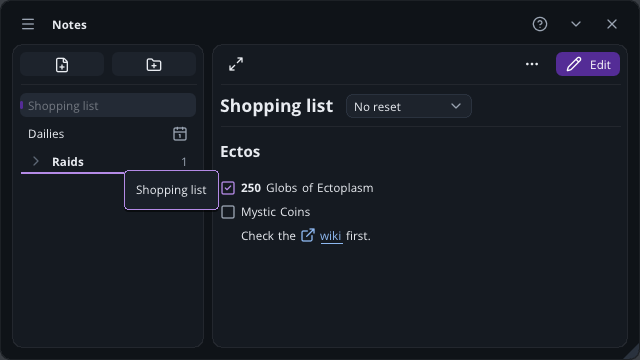 Notes
Edit
Shopping list
Dailies
Raids 1
Shopping list
Shopping list No reset
Ectos
250 Globs of Ectoplasm
Mystic Coins
Check the wiki first.